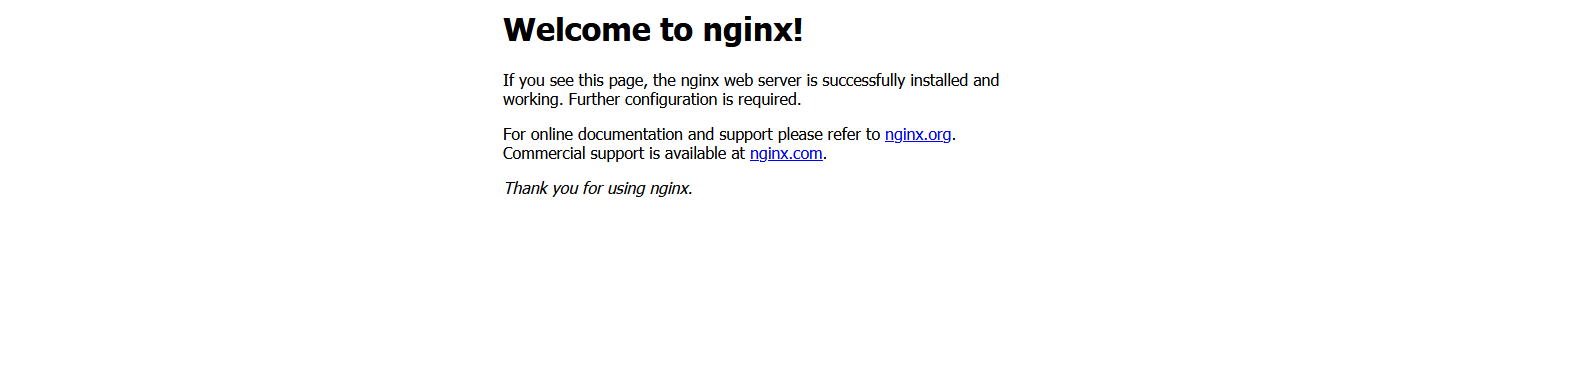 Welcome to nginx!
If you see this page, the nginx web server is successfully installed and
working. Further configuration is required.
For online documentation and support please refer to nginx.org.
Commercial support is available at nginx.com.
Thank you for using nginx.